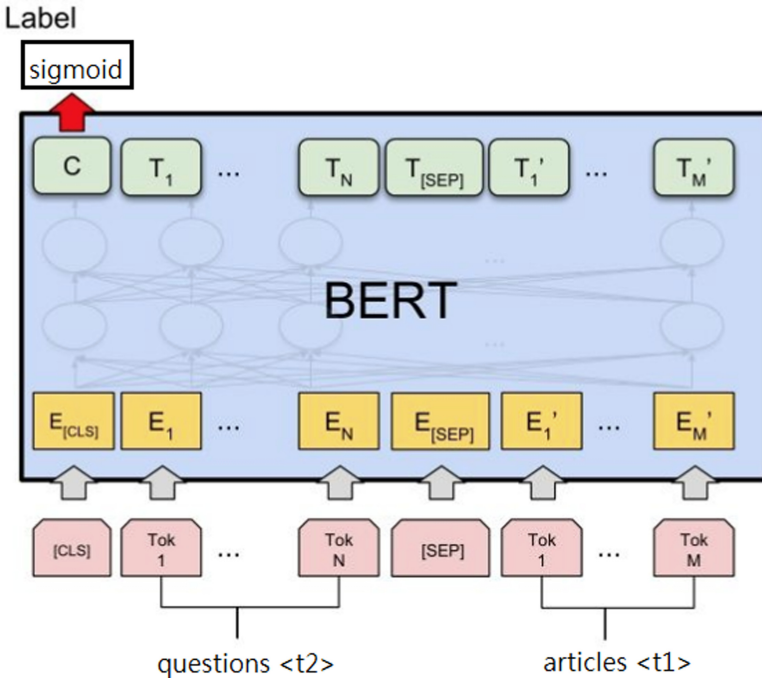 Label
sigmoid
C T1 ... TN T[SEP] T1' ... TM'
...
BERT
...
E[CLS] E1 ... EN E[SEP] E1' ... EM'
[CLS] Tok 1 ... Tok N [SEP] Tok 1 ... Tok M
questions <t2> articles <t1>